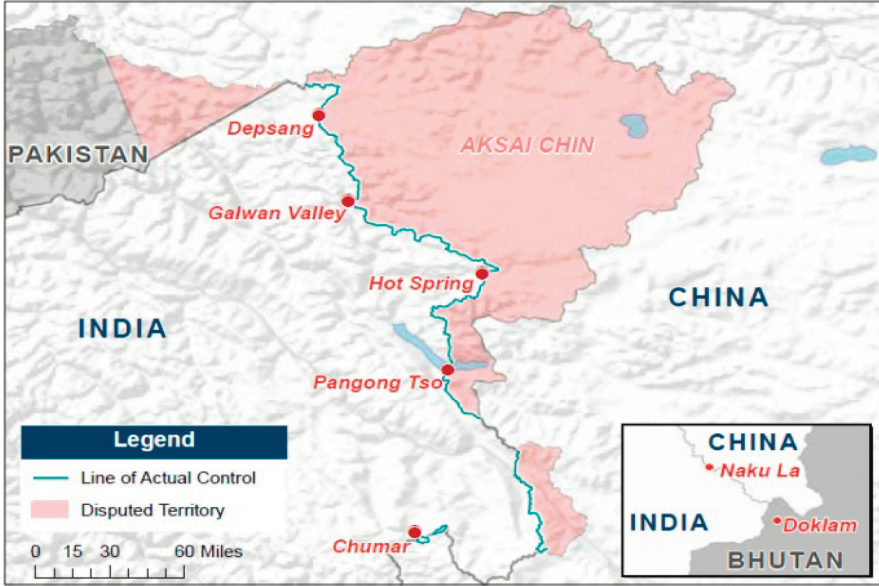 Depsang
PAKISTAN
AKSAI CHIN
Galwan Valley
Hot Spring
CHINA
INDIA
Pangong Tso
Legend
Line of Actual Control
Disputed Territory
0 15 30 60 Miles
Chumar
CHINA
Naku La
INDIA
Doklam
BHUTAN